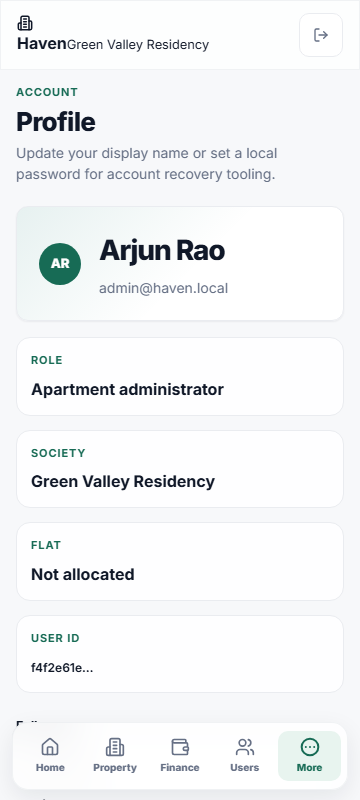 HavenGreen Valley Residency
ACCOUNT
Profile
Update your display name or set a local
password for account recovery tooling.
AR
Arjun Rao
admin@haven.local
ROLE
Apartment administrator
SOCIETY
Green Valley Residency
FLAT
Not allocated
USER ID
f4f2e61e...
Home
Property
Finance
Users
More